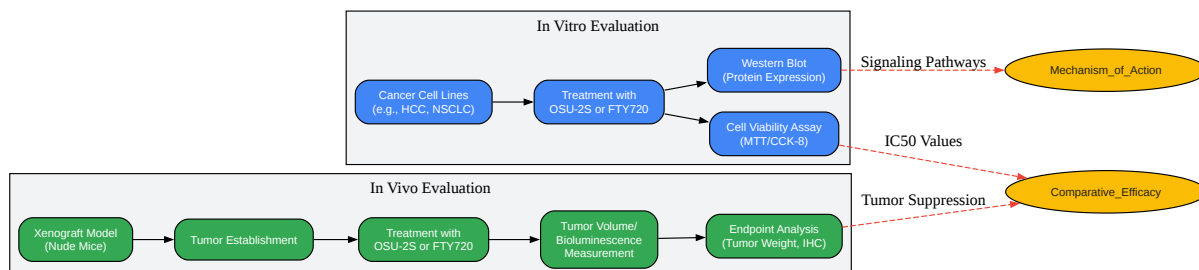 In Vitro Evaluation
Cancer Cell Lines
(e.g., HCC, NSCLC)
Treatment with
OSU-2S or FTY720
Western Blot
(Protein Expression)
Cell Viability Assay
(MTT/CCK-8)
Signaling Pathways
Mechanism_of_Action
IC50 Values
Comparative_Efficacy
Tumor Suppression
In Vivo Evaluation
Xenograft Model
(Nude Mice)
Tumor Establishment
Treatment with
OSU-2S or FTY720
Tumor Volume/
Bioluminescence
Measurement
Endpoint Analysis
(Tumor Weight, IHC)